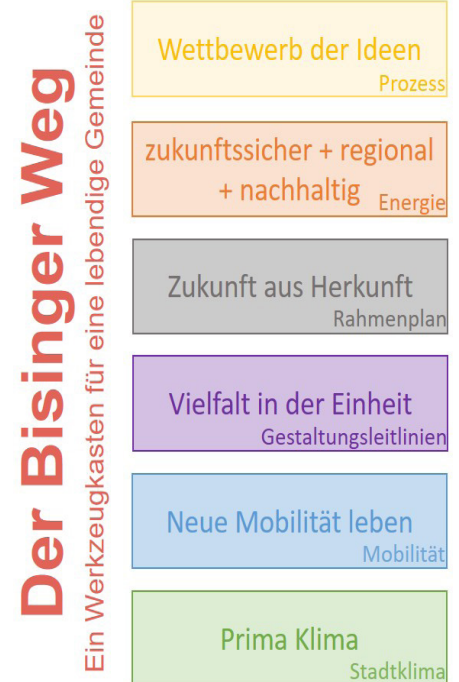 Der Bisinger Weg
Ein Werkzeugkasten für eine lebendige Gemeinde
Wettbewerb der Ideen
Prozess
zukunftssicher + regional
+ nachhaltig
Energie
Zukunft aus Herkunft
Rahmenplan
Vielfalt in der Einheit
Gestaltungsleitlinien
Neue Mobilität leben
Mobilität
Prima Klima
Stadtklima